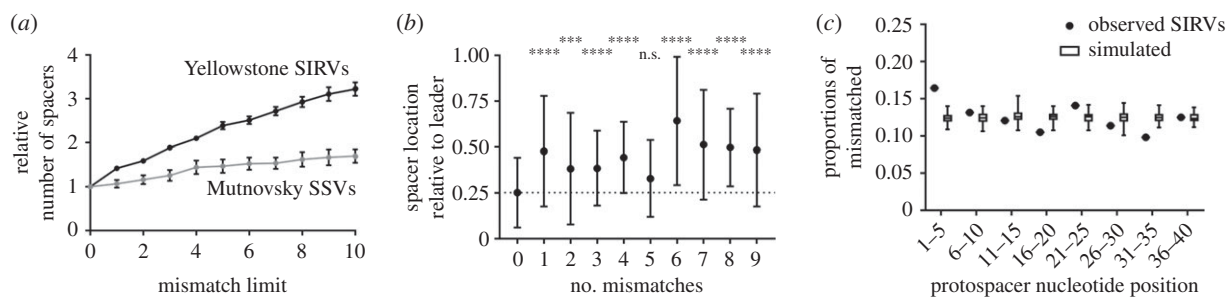 (a)
4
3
2
1
0
relative
number of spacers
Yellowstone SIRVs
Mutnovsky SSVs
0 2 4 6 8 10
mismatch limit
(b)
**** *** **** **** n.s. **** **** **** ****
1.00
0.75
0.50
0.25
0
spacer location
relative to leader
0 1 2 3 4 5 6 7 8 9
no. mismatches
(c)
observed SIRVs
simulated
0.25
0.20
0.15
0.10
0.05
0
proportions of
mismatched
1–5 6–10 11–15 16–20 21–25 26–30 31–35 36–40
protospacer nucleotide position